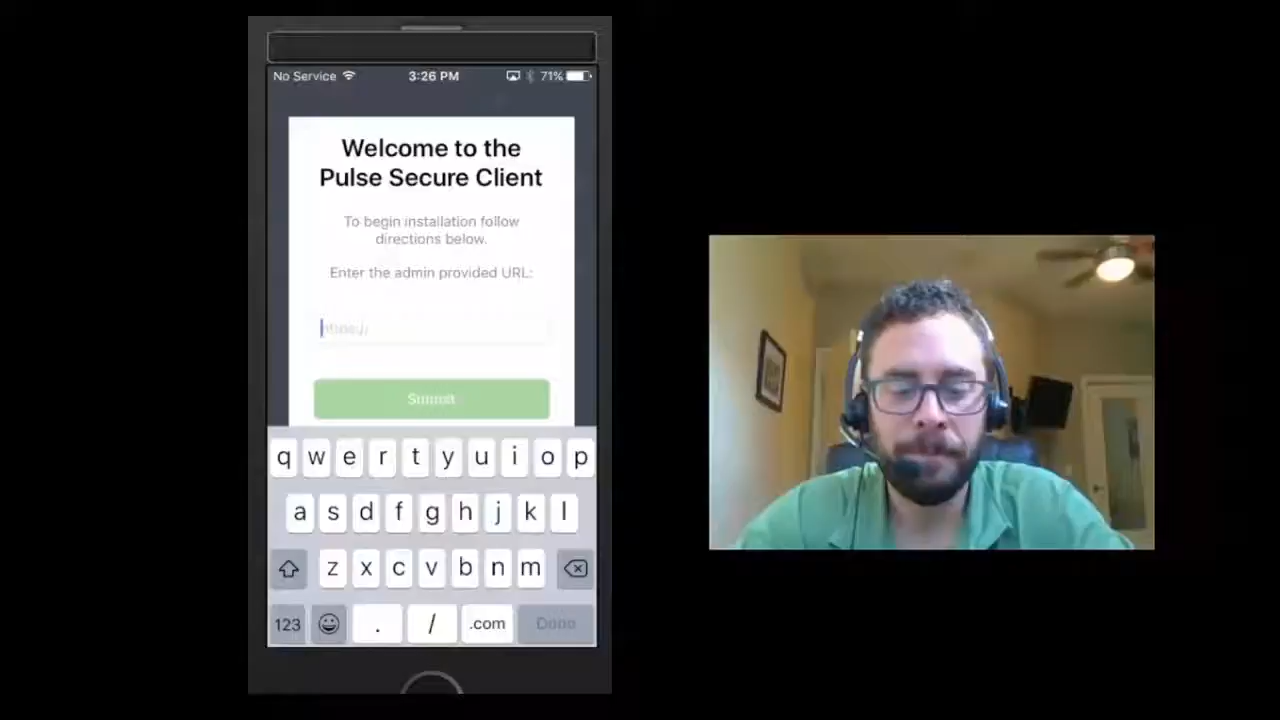 No Service 3:26 PM 71%
Welcome to the
Pulse Secure Client
To begin installation follow
directions below.
Enter the admin provided URL:
https://
Submit
q w e r t y u i o p
a s d f g h j k l
z x c v b n m
123 . / .com Done